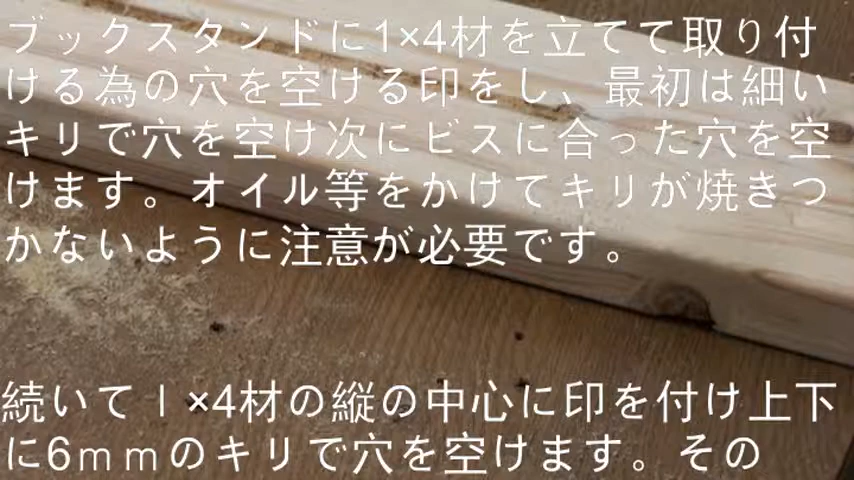 ブックスタンドに1×4材を立てて取り付
ける為の穴を空ける印をし、最初は細い
キリで穴を空け次にビスに合った穴を空
けます。オイル等をかけてキリが焼きつ
かないように注意が必要です。
続いて１×4材の縦の中心に印を付け上下
に6ｍｍのキリで穴を空けます。その